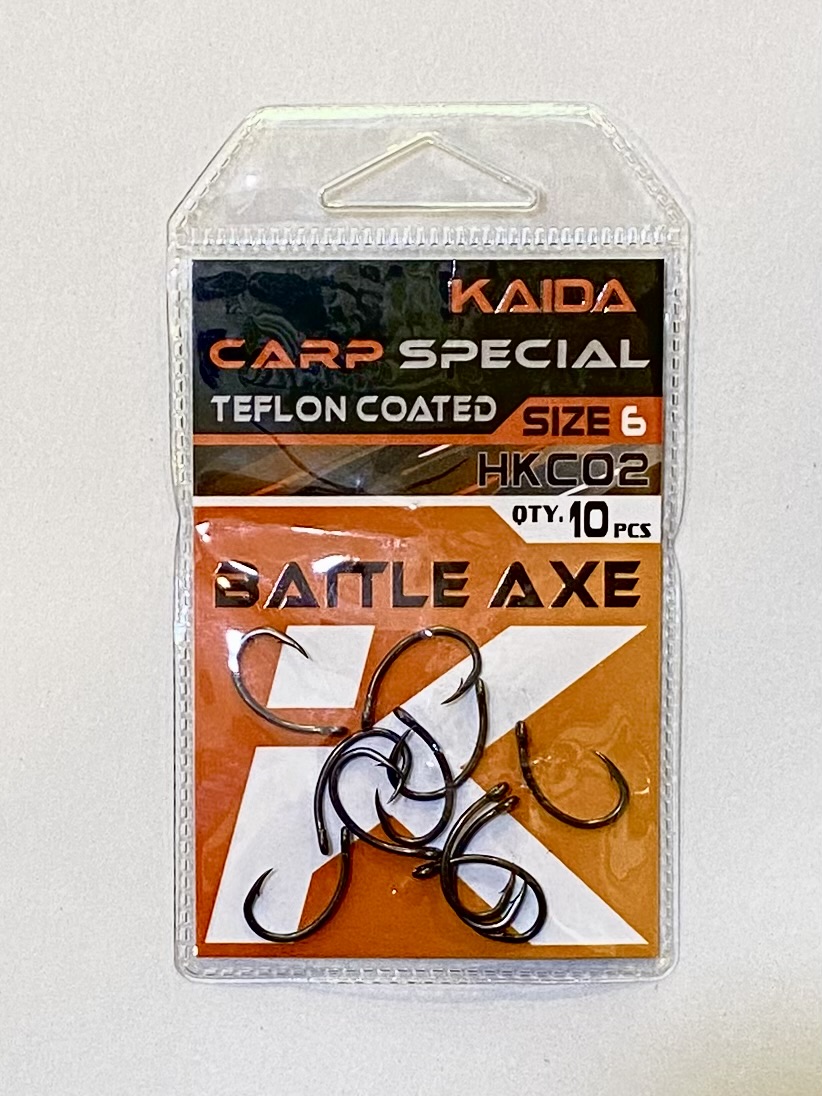 KAIDA
CARP SPECIAL
TEFLON COATED
SIZE 6
HKC02
QTY. 10 PCS
BATTLE AXE
K